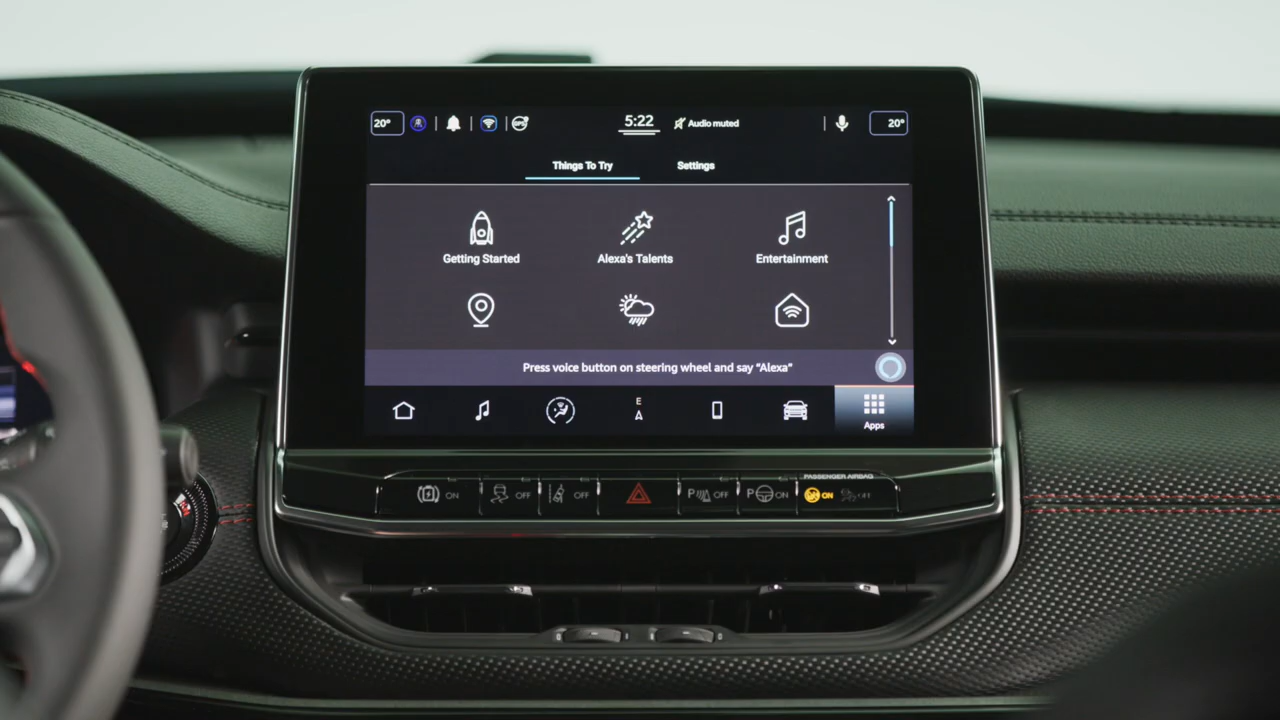 20° 5:22 Audio muted 20°
Things To Try Settings
Getting Started Alexa's Talents Entertainment
Press voice button on steering wheel and say “Alexa”
E
Apps
PASSENGER AIRBAG
ON OFF OFF P OFF P ON ON OFF